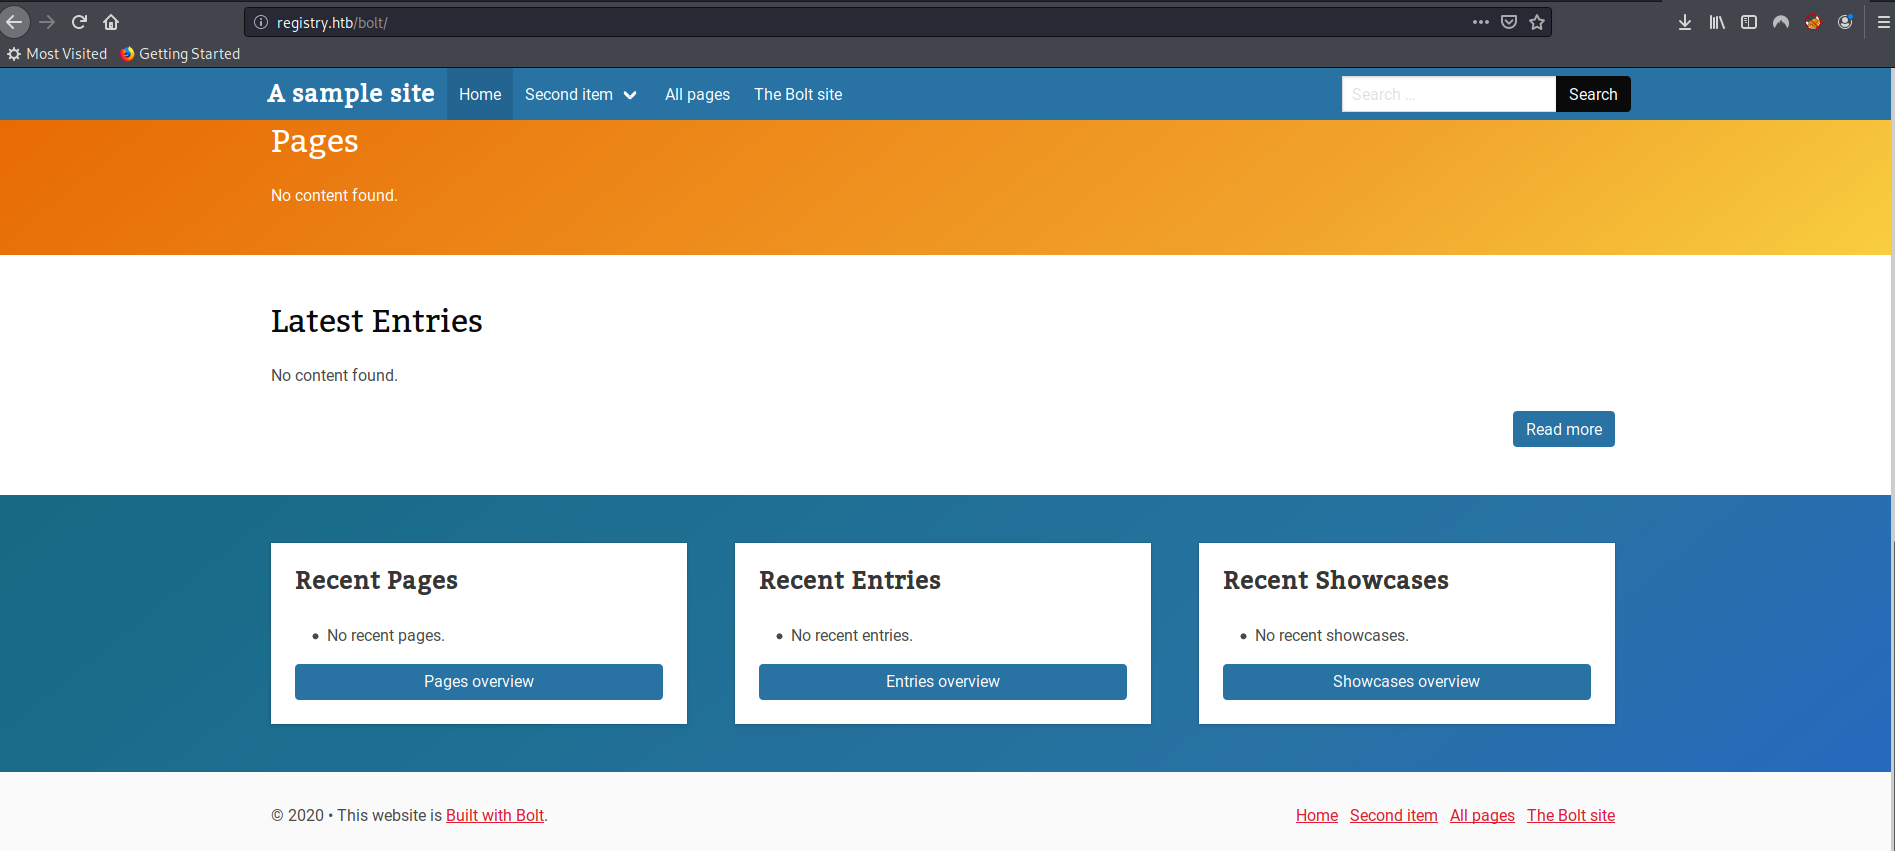 registry.htb/bolt/
Most Visited Getting Started
A sample site Home Second item All pages The Bolt site Search ... Search
Pages
No content found.
Latest Entries
No content found.
Read more
Recent Pages Recent Entries Recent Showcases
• No recent pages. • No recent entries. • No recent showcases.
Pages overview Entries overview Showcases overview
© 2020 • This website is Built with Bolt. Home Second item All pages The Bolt site